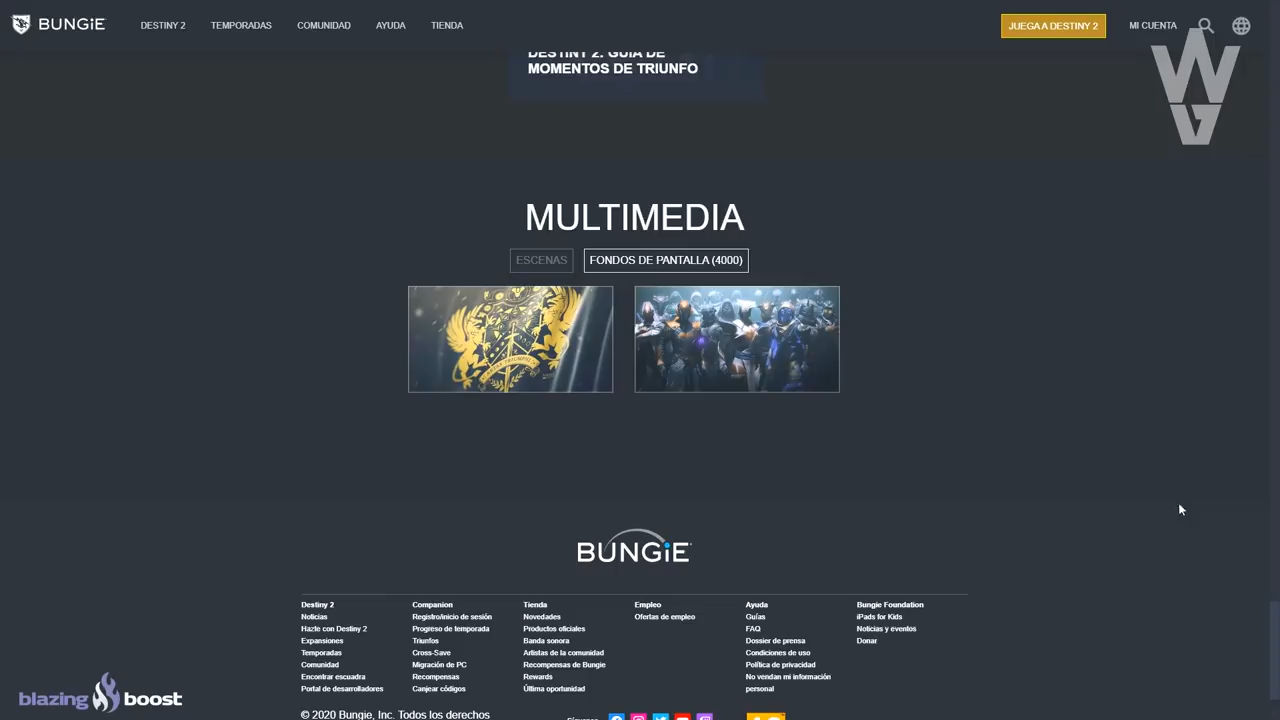 BUNGiE
DESTINY 2
TEMPORADAS
COMUNIDAD
AYUDA
TIENDA
JUEGA A DESTINY 2
MI CUENTA
DESTINY 2: GUÍA DE
MOMENTOS DE TRIUNFO
MULTIMEDIA
ESCENAS
FONDOS DE PANTALLA (4000)
BUNGiE
Destiny 2
Noticias
Hazte con Destiny 2
Expansiones
Temporadas
Comunidad
Encontrar escuadra
Portal de desarrolladores
Companion
Registro/inicio de sesión
Progreso de temporada
Triunfos
Cross-Save
Migración de PC
Recompensas
Canjear códigos
Tienda
Novedades
Productos oficiales
Banda sonora
Artistas de la comunidad
Recompensas de Bungie
Rewards
Última oportunidad
Empleo
Ofertas de empleo
Ayuda
Guías
FAQ
Dossier de prensa
Condiciones de uso
Política de privacidad
No vendan mi información
personal
Bungie Foundation
iPads for Kids
Noticias y eventos
Donar
© 2020 Bungie, Inc. Todos los derechos
blazing boost